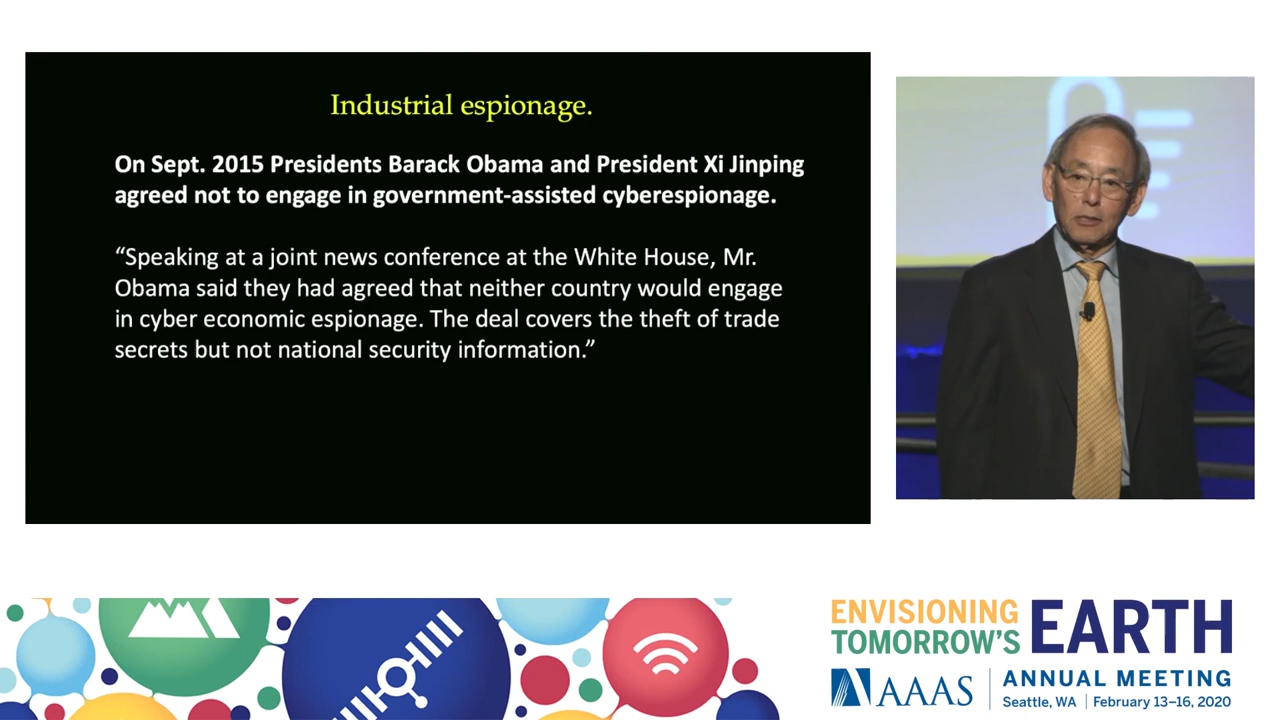 Industrial espionage.
On Sept. 2015 Presidents Barack Obama and President Xi Jinping
agreed not to engage in government-assisted cyberespionage.
“Speaking at a joint news conference at the White House, Mr.
Obama said they had agreed that neither country would engage
in cyber economic espionage. The deal covers the theft of trade
secrets but not national security information.”
ENVISIONING
TOMORROW’S EARTH
AAAS ANNUAL MEETING
Seattle, WA | February 13–16, 2020